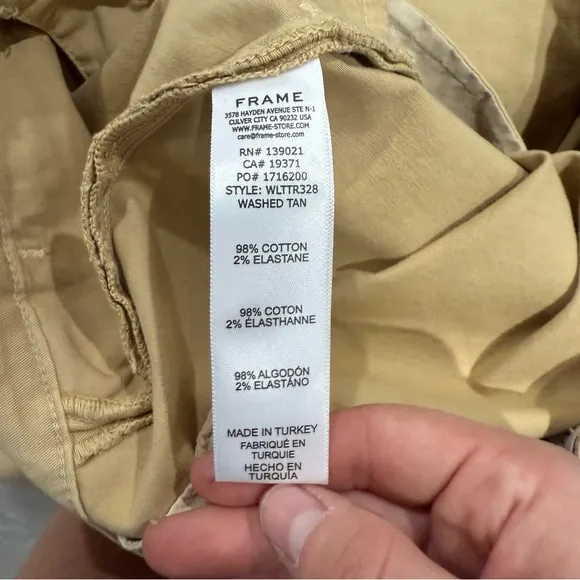 FRAME
3578 HAYDEN AVENUE STE N-1
CULVER CITY CA 90232 USA
WWW.FRAME-STORE.COM
care@frame-store.com
RN# 139021
CA# 19371
PO# 1716200
STYLE: WLTTR328
WASHED TAN
98% COTTON
2% ELASTANE
98% COTON
2% ÉLASTHANNE
98% ALGODÓN
2% ELASTÁNO
MADE IN TURKEY
FABRIQUÉ EN
TURQUIE
HECHO EN
TURQUÍA